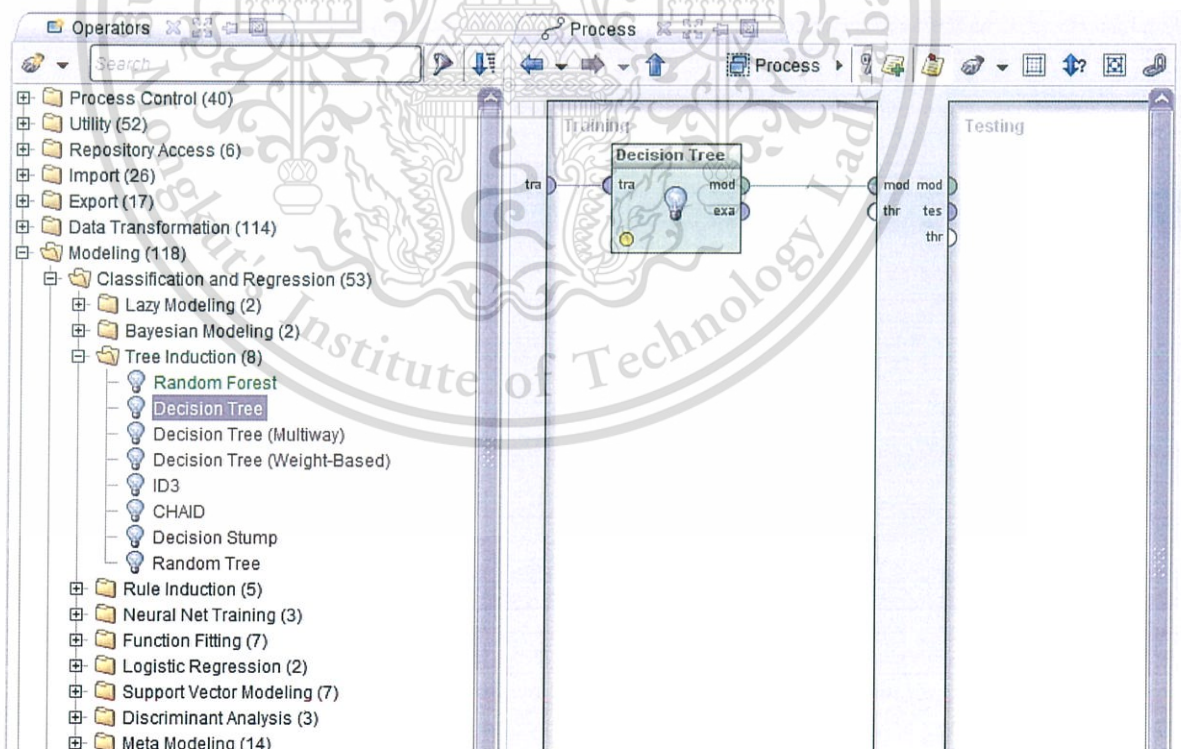 Operators
Process
Search
Process
Process Control (40)
Utility (52)
Repository Access (6)
Import (26)
Export (17)
Data Transformation (114)
Modeling (118)
Classification and Regression (53)
Lazy Modeling (2)
Bayesian Modeling (2)
Tree Induction (8)
Random Forest
Decision Tree
Decision Tree (Multiway)
Decision Tree (Weight-Based)
ID3
CHAID
Decision Stump
Random Tree
Rule Induction (5)
Neural Net Training (3)
Function Fitting (7)
Logistic Regression (2)
Support Vector Modeling (7)
Discriminant Analysis (3)
Meta Modeling (14)
Training
Decision Tree
tra
tra
mod
exa
mod
thr
Testing
mod
tes
thr
King Mongkut's Institute of Technology Ladkrabang